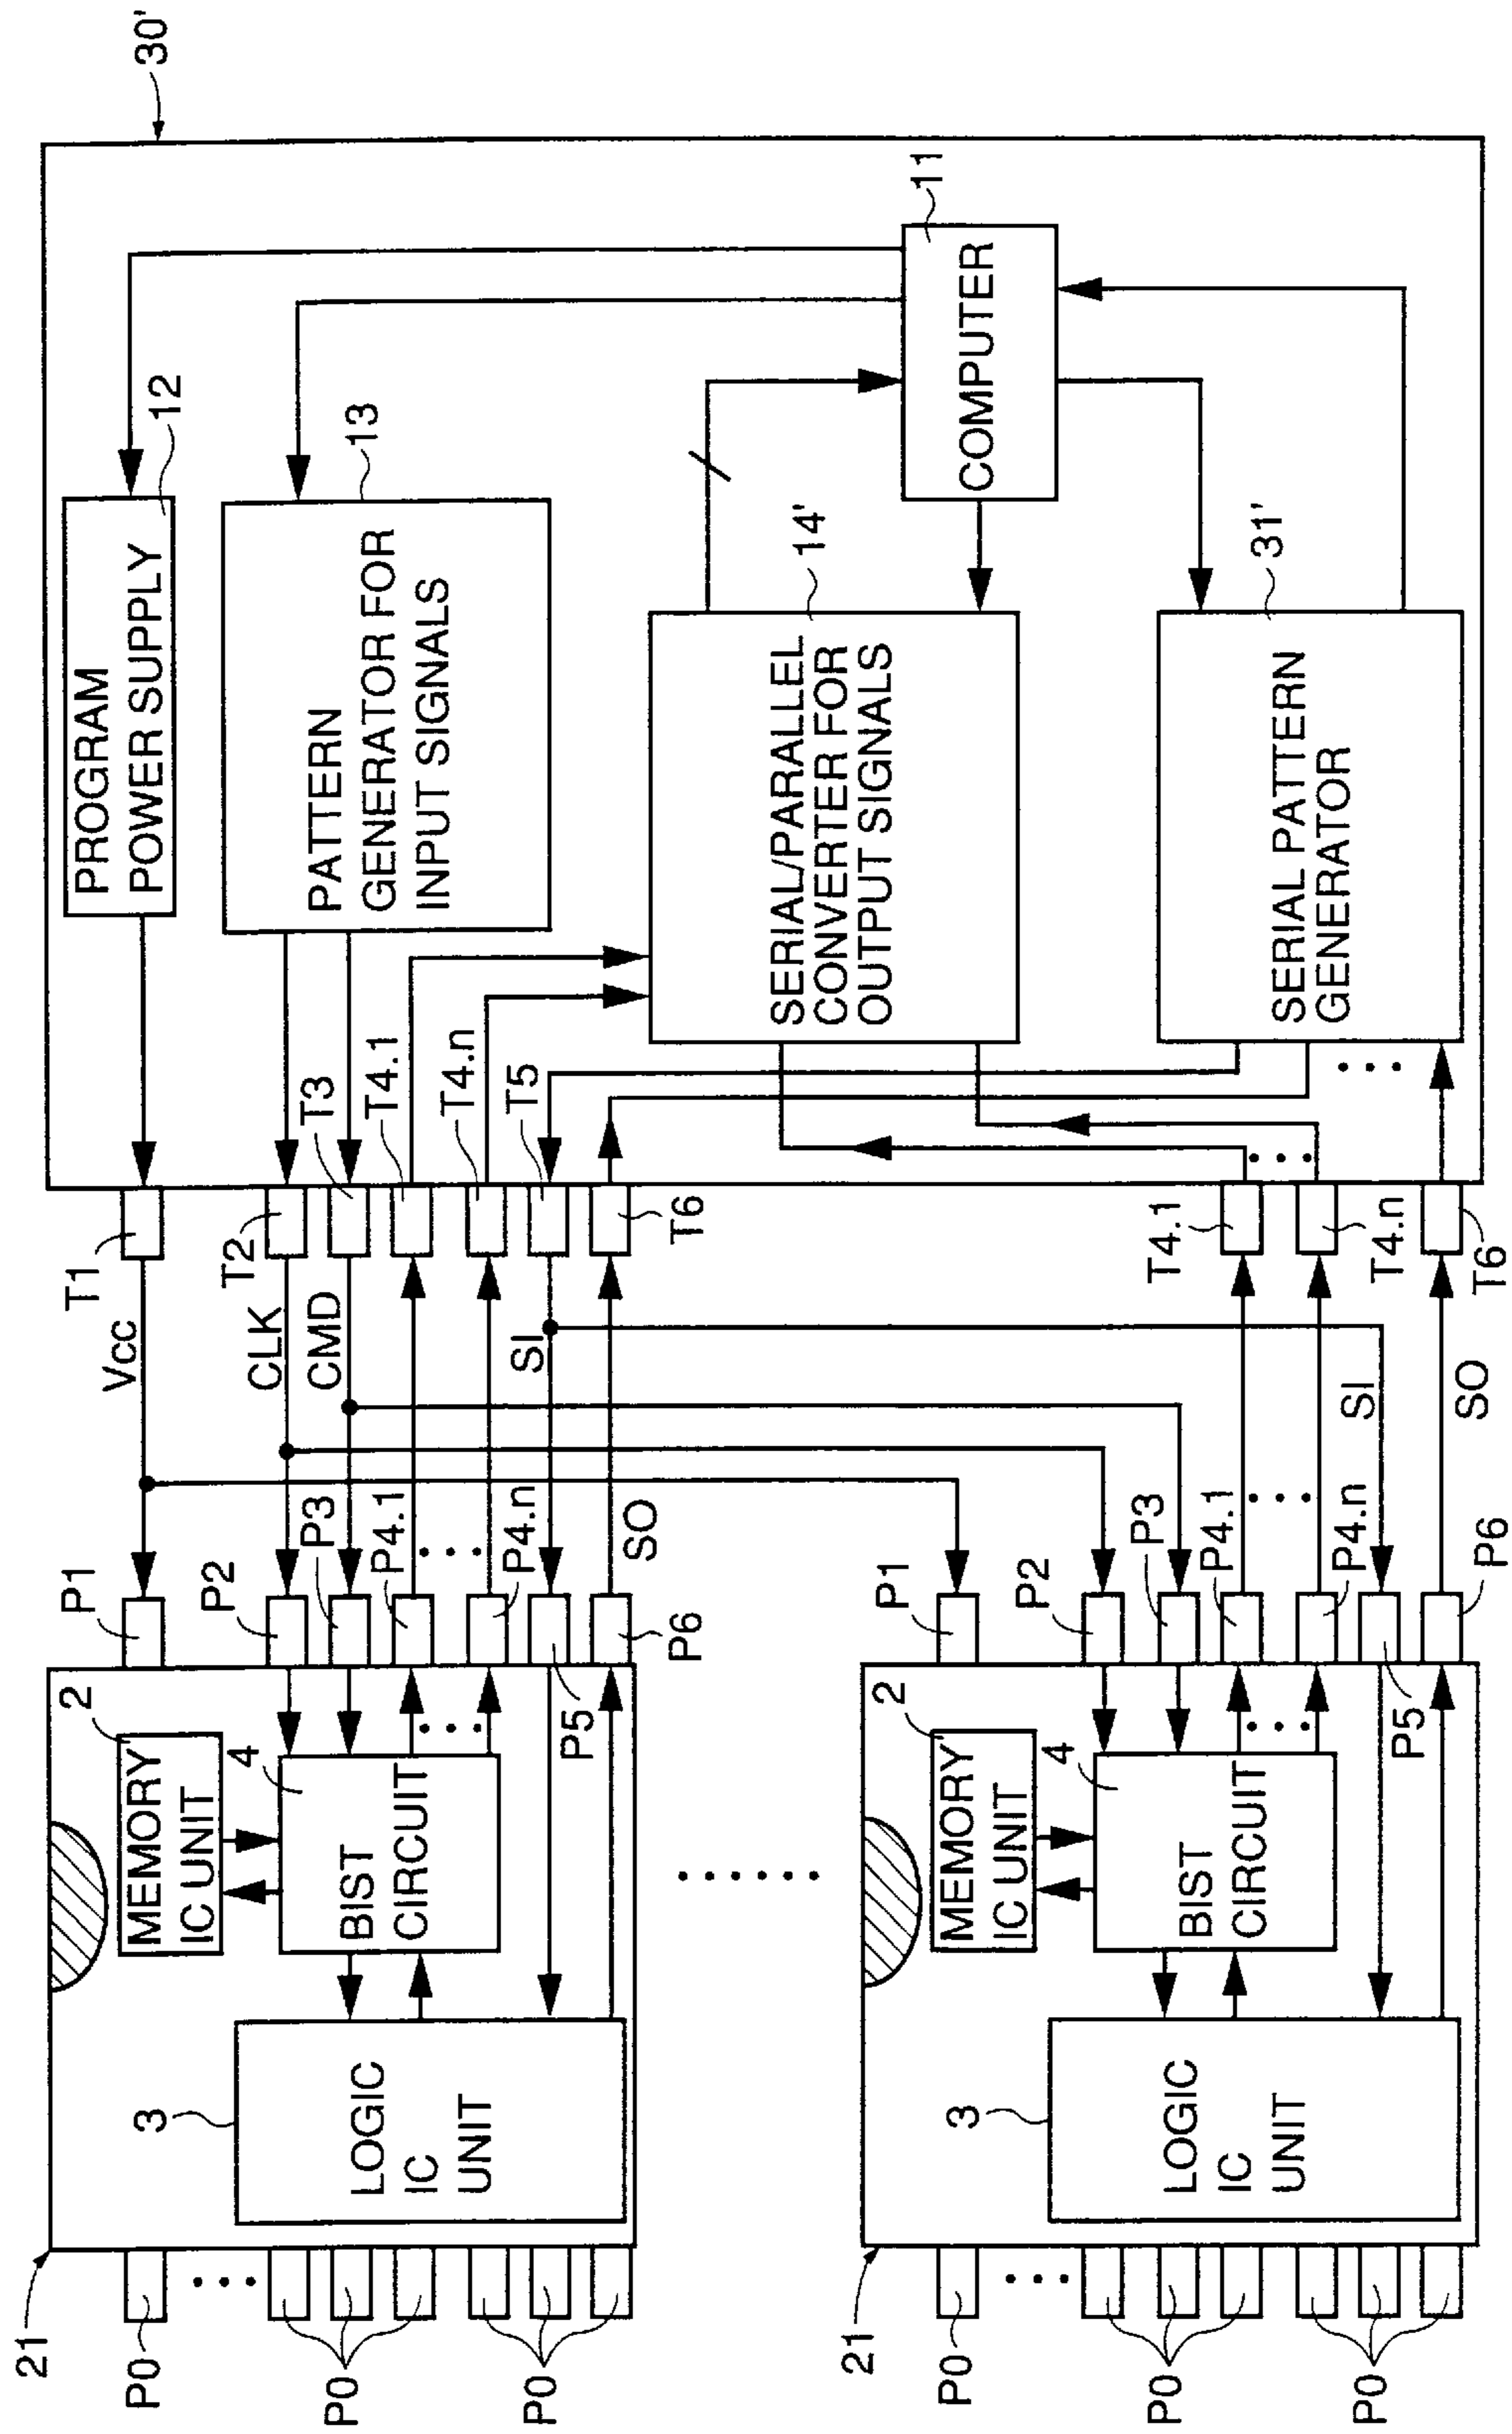 30'
PROGRAM
POWER SUPPLY
12
PATTERN
GENERATOR FOR
INPUT SIGNALS
13
SERIAL/PARALLEL
CONVERTER FOR
OUTPUT SIGNALS
14'
COMPUTER
11
SERIAL PATTERN
GENERATOR
31'
T1
T2
T3
T4.1
T4.n
T5
T6
T4.1
T4.n
T6
Vcc
CLK
CMD
SI
SO
SI
SO
P1
P2
P3
P4.1
P4.n
P5
P6
P1
P2
P3
P4.1
P4.n
P5
P6
21
MEMORY
IC UNIT
2
BIST
CIRCUIT
4
LOGIC
IC
UNIT
3
P0
P0
P0
21
MEMORY
IC UNIT
2
BIST
CIRCUIT
4
LOGIC
IC
UNIT
3
P0
P0
P0